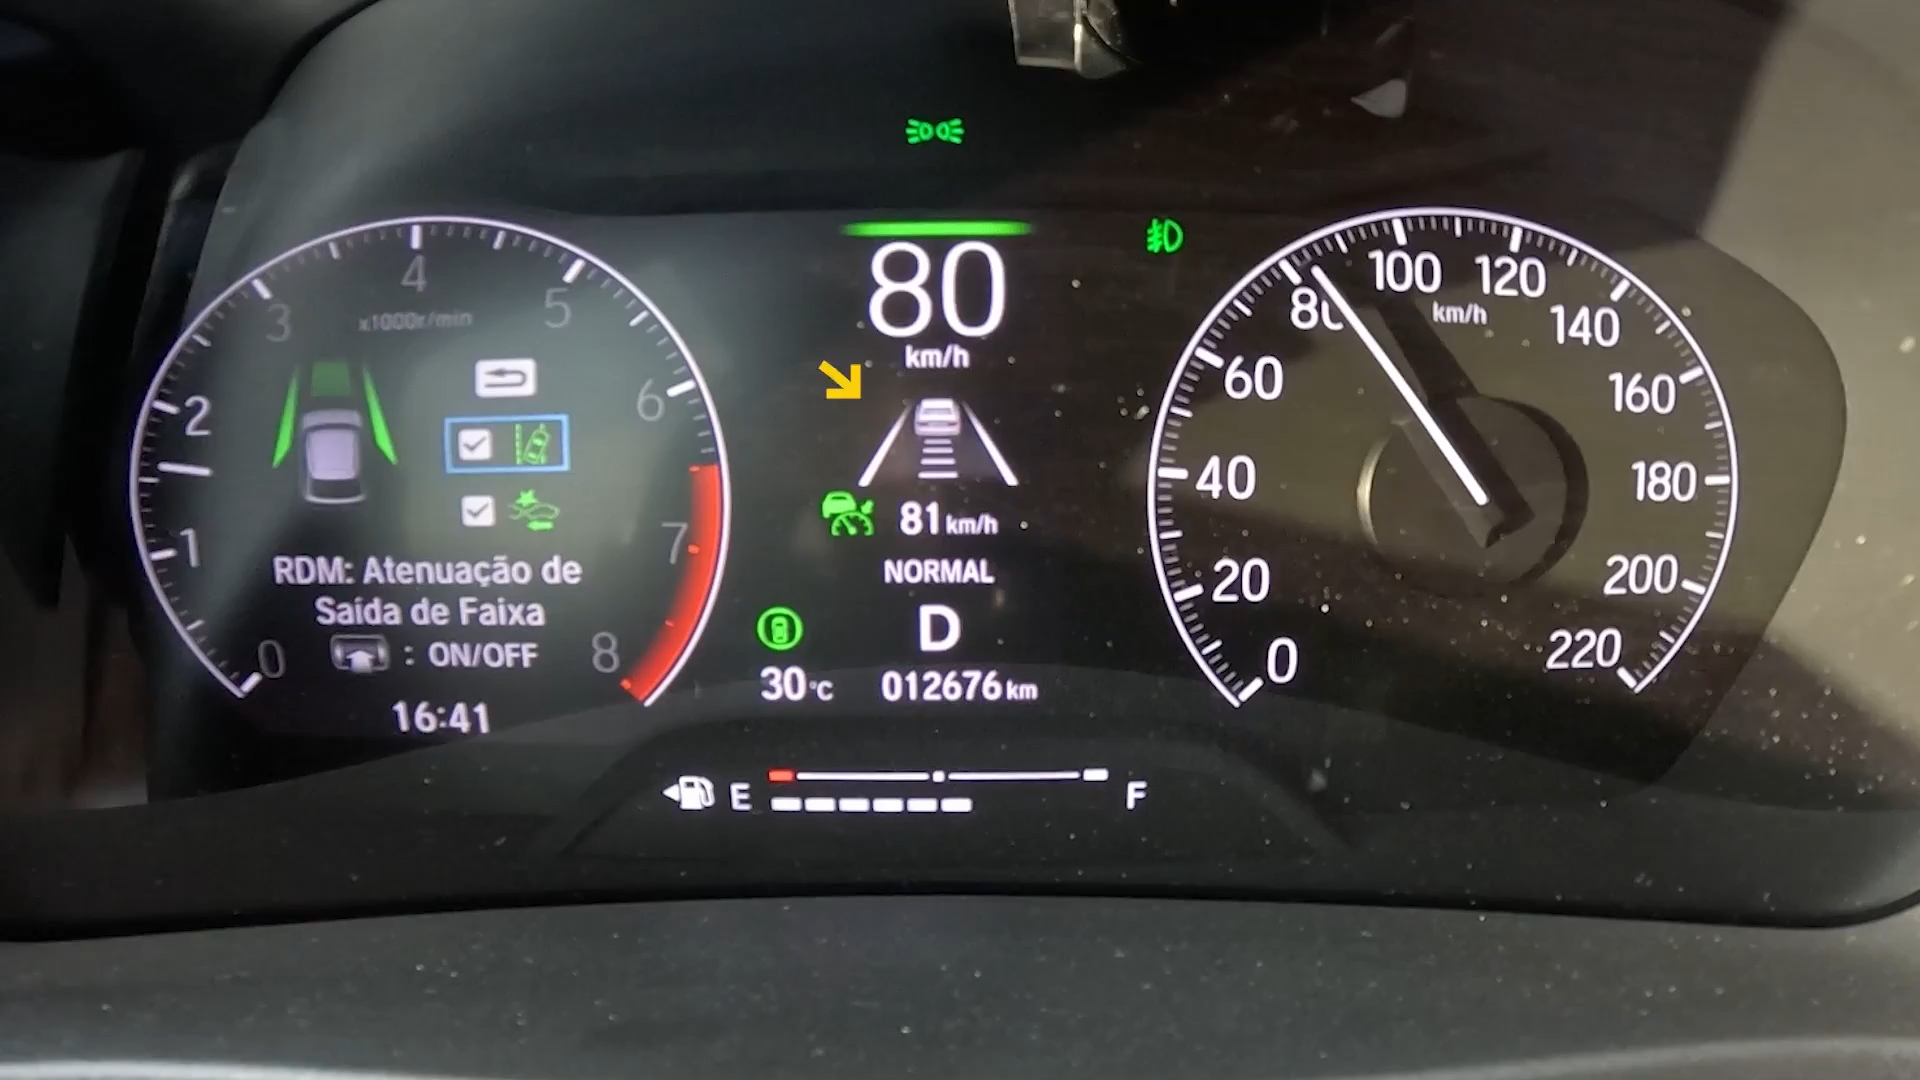 4
3
5
x1000r/min
2
6
1
7
0
8
RDM: Atenuação de
Saída de Faixa
: ON/OFF
16:41
80
km/h
81 km/h
NORMAL
D
30°C
012676 km
E
F
100
120
80
km/h
140
60
160
40
180
20
200
0
220